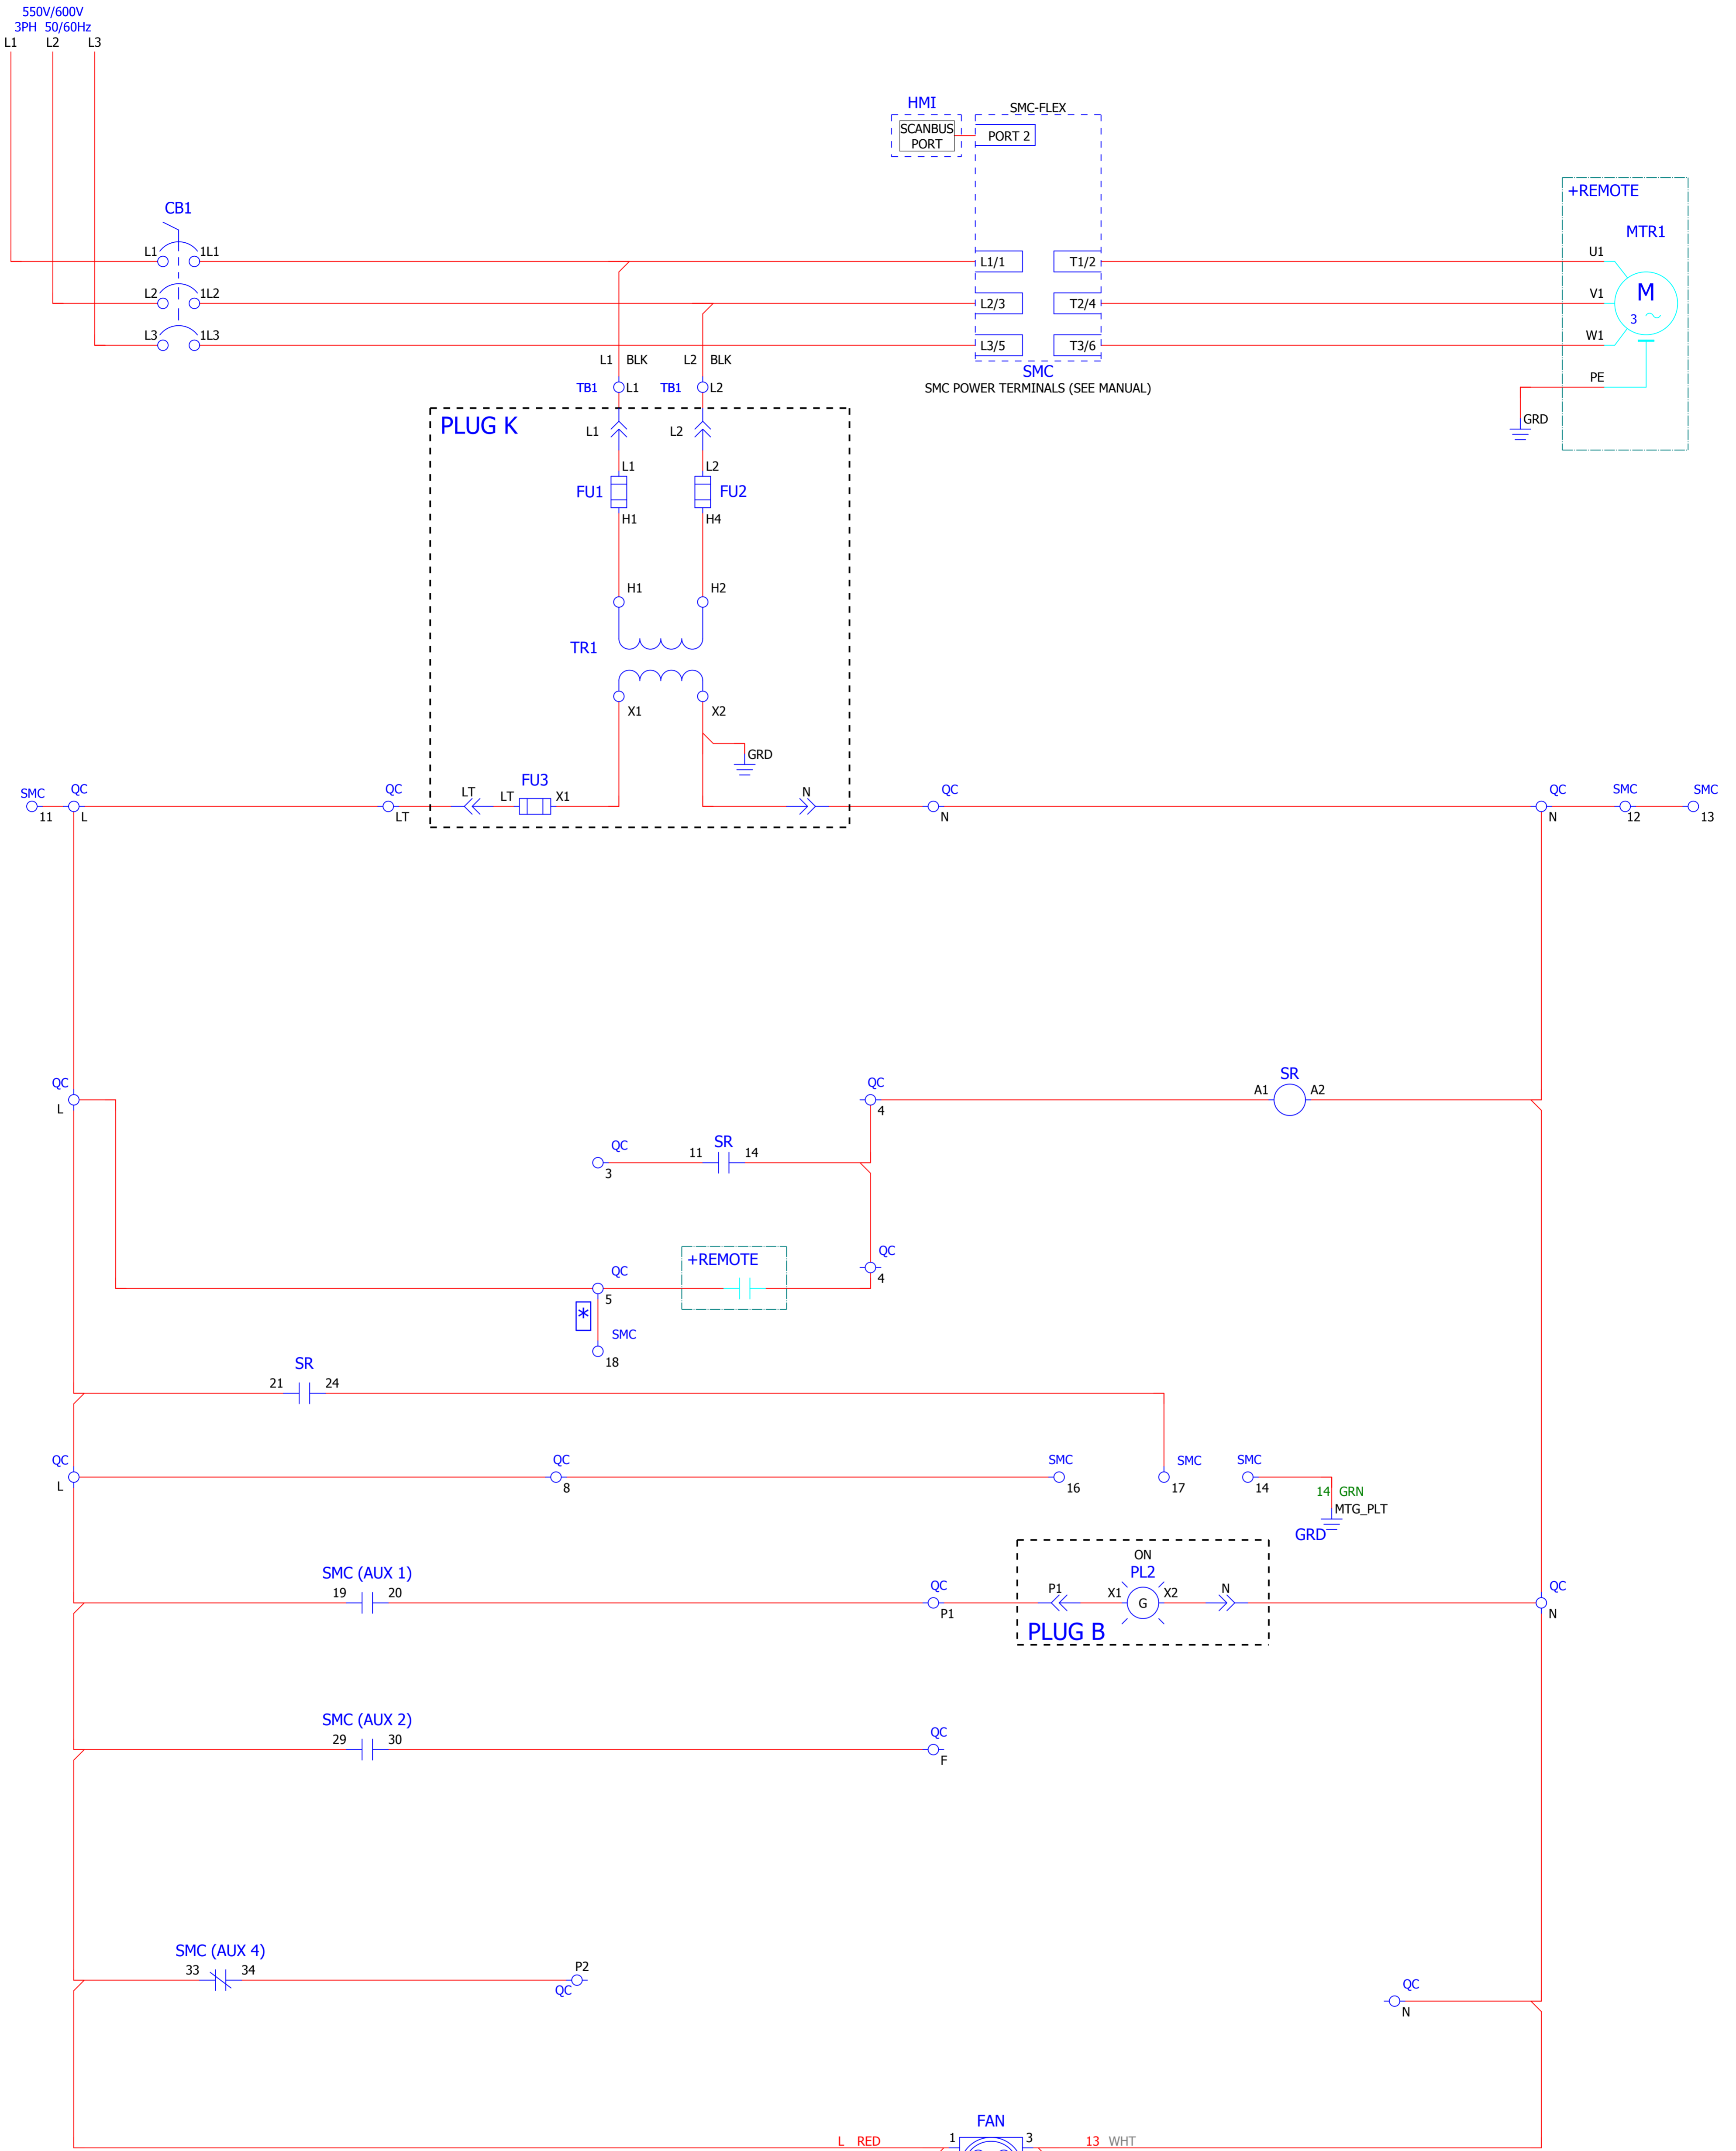 550V/600V
3PH 50/60Hz
L1 L2 L3
HMI
SMC-FLEX
SCANBUS
PORT
PORT 2
+REMOTE
CB1
MTR1
L1 1L1
L1/1 T1/2
U1
L2 1L2
L2/3 T2/4
V1
M
3
L3 1L3
L3/5 T3/6
W1
L1 BLK L2 BLK
SMC
PE
TB1 L1 TB1 L2
SMC POWER TERMINALS (SEE MANUAL)
PLUG K
L1 L2
GRD
L1 L2
FU1 FU2
H1 H4
H1 H2
TR1
X1 X2
GRD
FU3
SMC QC QC LT LT X1 N QC QC SMC SMC
11 L LT N N 12 13
SR
QC QC A1 A2
L 4
QC SR
11 14
3
QC
+REMOTE
4
QC
5
*
SMC
18
SR
21 24
QC QC SMC SMC SMC
L 8 16 17 14
14 GRN
MTG_PLT
GRD
ON
SMC (AUX 1) PL2
19 20 QC P1 X1 X2 N QC
G
P1 N
PLUG B
SMC (AUX 2)
29 30 QC
F
SMC (AUX 4)
33 34 P2
QC
QC
N
FAN
L RED 1 3 13 WHT